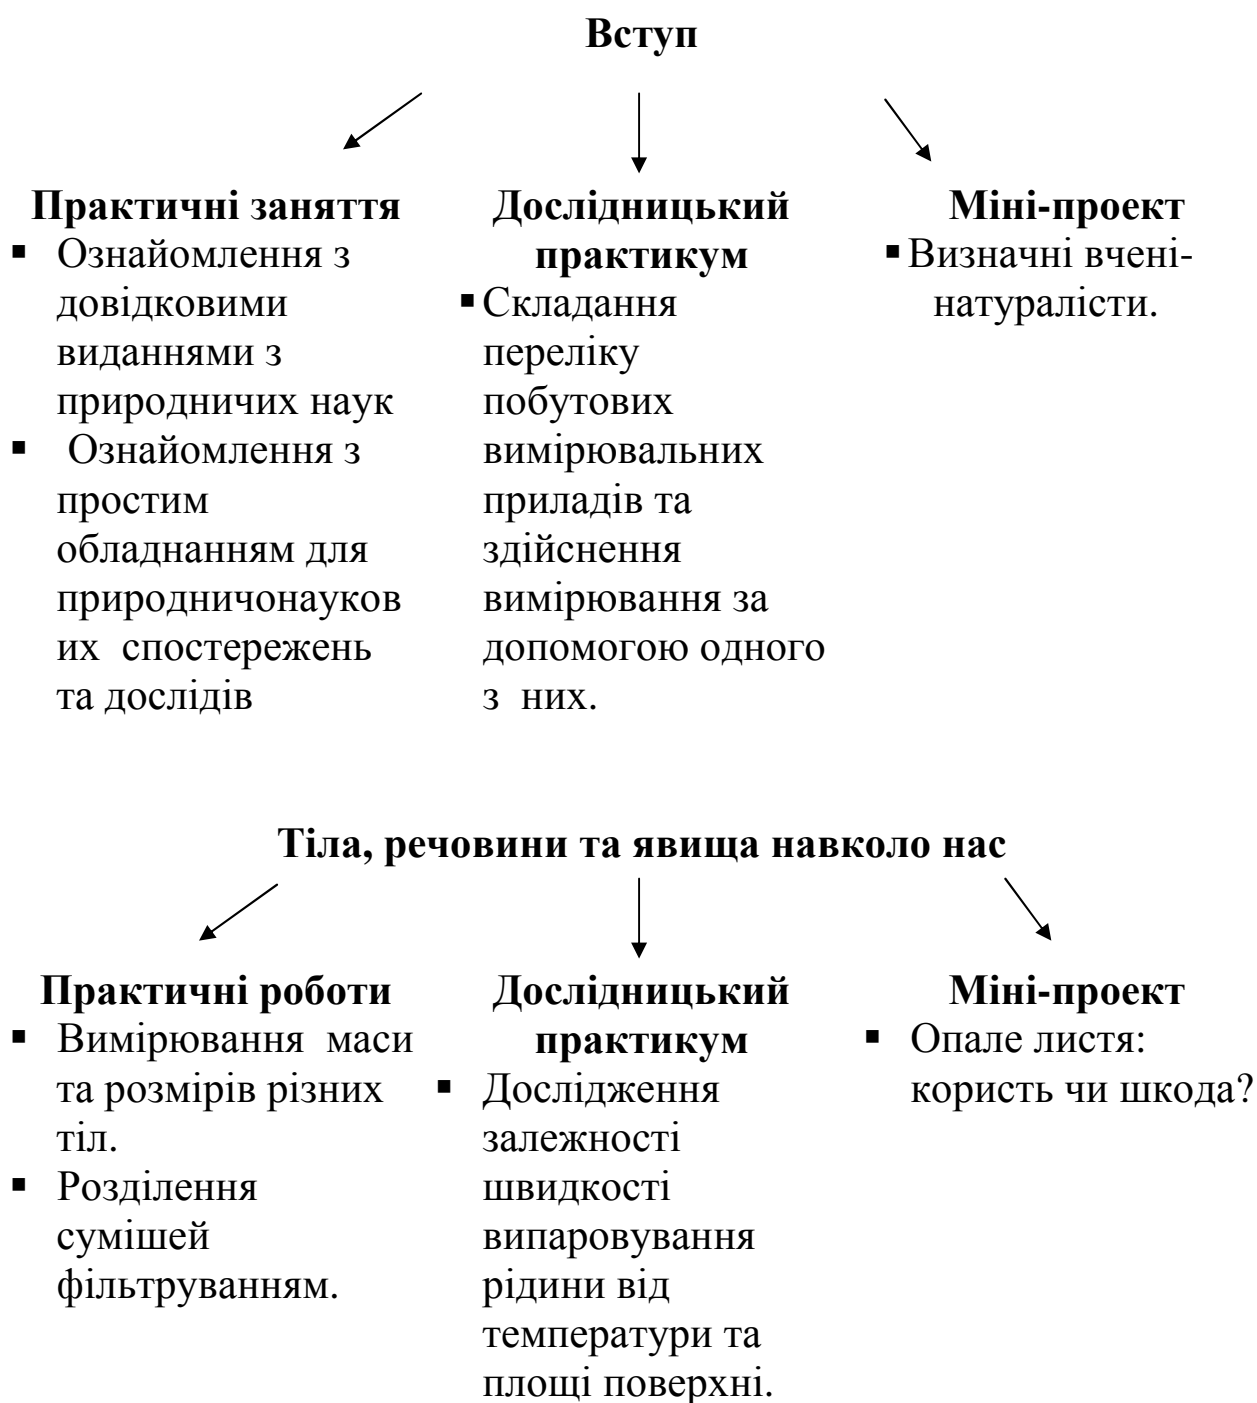 Вступ
Практичні заняття
▪ Ознайомлення з
довідковими
виданнями з
природничих наук
▪ Ознайомлення з
простим
обладнанням для
природничонауков
их спостережень
та дослідів
Дослідницький
практикум
▪ Складання
переліку
побутових
вимірювальних
приладів та
здійснення
вимірювання за
допомогою одного
з них.
Міні-проект
▪ Визначні вчені-
натуралісти.
Тіла, речовини та явища навколо нас
Практичні роботи
▪ Вимірювання маси
та розмірів різних
тіл.
▪ Розділення
сумішей
фільтруванням.
Дослідницький
практикум
▪ Дослідження
залежності
швидкості
випаровування
рідини від
температури та
площі поверхні.
Міні-проект
▪ Опале листя:
користь чи шкода?